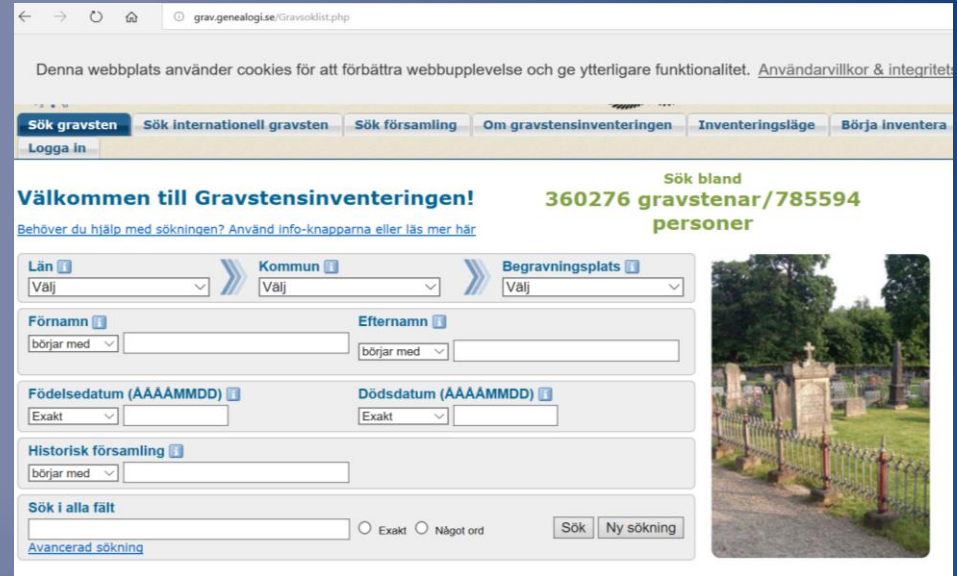 grav.genealogi.se/Gravsoklist.php
Denna webbplats använder cookies för att förbättra webbupplevelse och ge ytterligare funktionalitet. Användarvillkor & integritets
Sök gravsten Sök internationell gravsten Sök församling Om gravstensinventeringen Inventeringsläge Börja inventera
Logga in
Välkommen till Gravstensinventeringen!
Sök bland
360276 gravstenar/785594
personer
Behöver du hjälp med sökningen? Använd info-knapparna eller läs mer här
Län Kommun Begravningsplats
Välj Välj Välj
Förnamn Efternamn
börjar med börjar med
Födelsedatum (ÅÅÅÅMMDD) Dödsdatum (ÅÅÅÅMMDD)
Exakt Exakt
Historisk församling
börjar med
Sök i alla fält
Exakt Något ord Sök Ny sökning
Avancerad sökning